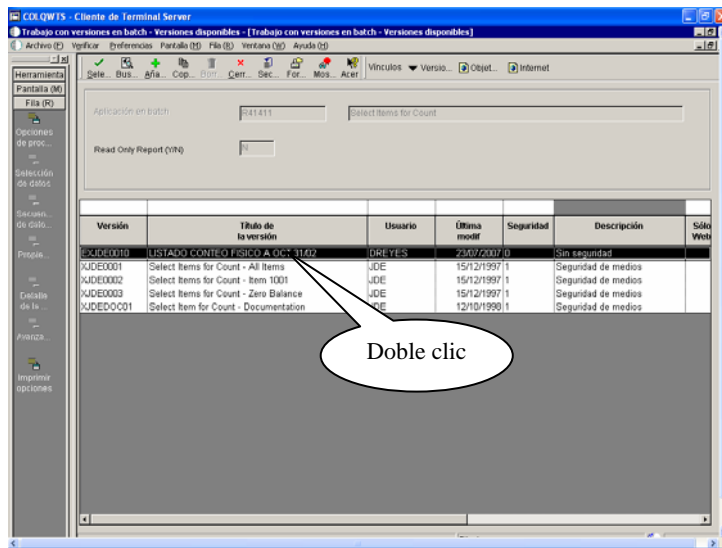 COLQWTS - Cliente de Terminal Server
Trabajo con versiones en batch - Versiones disponibles - [Trabajo con versiones en batch - Versiones disponibles]
Archivo (F) Verificar Preferencias Pantalla (M) Fila (R) Ventana (W) Ayuda (H)
Sele... Bus... Aña... Cop... Borr... Cerr... Sec... For... Mos... Acer Vínculos Versio... Objet... Internet
Herramienta
Pantalla (M)
Fila (R)
Opciones de proc...
Selección de datos
Secuen... de dato...
Propie...
Detalle de la ...
Avanza...
Imprimir opciones
Aplicación en batch R41411 Select Items for Count
Read Only Report (Y/N) N
Versión Título de la versión Usuario Última modif Seguridad Descripción Sólo Web
EXJDE0010 LISTADO CONTEO FISICO A OCT 31/02 DREYES 23/07/2007 0 Sin seguridad
XJDE0001 Select Items for Count - All Items JDE 15/12/1997 1 Seguridad de medios
XJDE0002 Select Items for Count - Item 1001 JDE 15/12/1997 1 Seguridad de medios
XJDE0003 Select Items for Count - Zero Balance JDE 15/12/1997 1 Seguridad de medios
XJDEDOC01 Select Item for Count - Documentation JDE 12/10/1998 1 Seguridad de medios
Doble clic